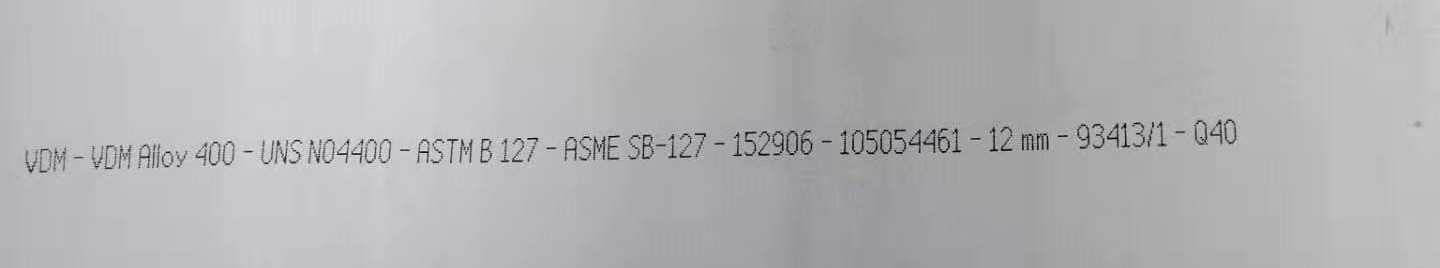 VDM - VDM Alloy 400 - UNS N04400 - ASTM B 127 - ASME SB-127 - 152906 - 105054461 - 12 mm - 93413/1 - Q40